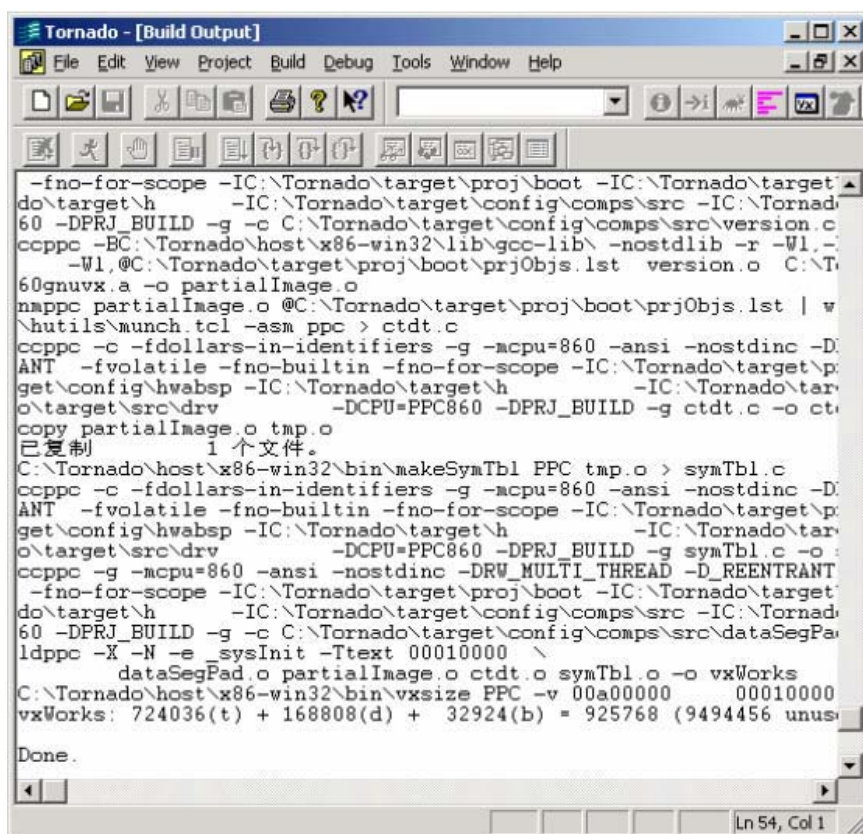 Tornado - [Build Output]
File Edit View Project Build Debug Tools Window Help
-fno-for-scope -IC:\Tornado\target\proj\boot -IC:\Tornado\target
do\target\h -IC:\Tornado\target\config\comps\src -IC:\Tornad
60 -DPRJ_BUILD -g -c C:\Tornado\target\config\comps\src\version.c
ccppc -BC:\Tornado\host\x86-win32\lib\gcc-lib\ -nostdlib -r -Wl,-
-Wl,@C:\Tornado\target\proj\boot\prjObjs.lst version.o C:\T
60gnuvx.a -o partialImage.o
nmppc partialImage.o @C:\Tornado\target\proj\boot\prjObjs.lst | w
\hutils\munch.tcl -asm ppc > ctdt.c
ccppc -c -fdollars-in-identifiers -g -mcpu=860 -ansi -nostdinc -D
ANT -fvolatile -fno-builtin -fno-for-scope -IC:\Tornado\target\p
get\config\hwabsp -IC:\Tornado\target\h -IC:\Tornado\tar
o\target\src\drv -DCPU=PPC860 -DPRJ_BUILD -g ctdt.c -o ct
copy partialImage.o tmp.o
已复制 1 个文件。
C:\Tornado\host\x86-win32\bin\makeSymTbl PPC tmp.o > symTbl.c
ccppc -c -fdollars-in-identifiers -g -mcpu=860 -ansi -nostdinc -D
ANT -fvolatile -fno-builtin -fno-for-scope -IC:\Tornado\target\p
get\config\hwabsp -IC:\Tornado\target\h -IC:\Tornado\tar
o\target\src\drv -DCPU=PPC860 -DPRJ_BUILD -g symTbl.c -o
ccppc -g -mcpu=860 -ansi -nostdinc -DRW_MULTI_THREAD -D_REENTRANT
-fno-for-scope -IC:\Tornado\target\proj\boot -IC:\Tornado\target
do\target\h -IC:\Tornado\target\config\comps\src -IC:\Tornad
60 -DPRJ_BUILD -g -c C:\Tornado\target\config\comps\src\dataSegPa
ldppc -X -N -e _sysInit -Ttext 00010000 \
dataSegPad.o partialImage.o ctdt.o symTbl.o -o vxWorks
C:\Tornado\host\x86-win32\bin\vxsize PPC -v 00a00000 00010000
vxWorks: 724036(t) + 168808(d) + 32924(b) = 925768 (9494456 unus
Done.
Ln 54, Col 1